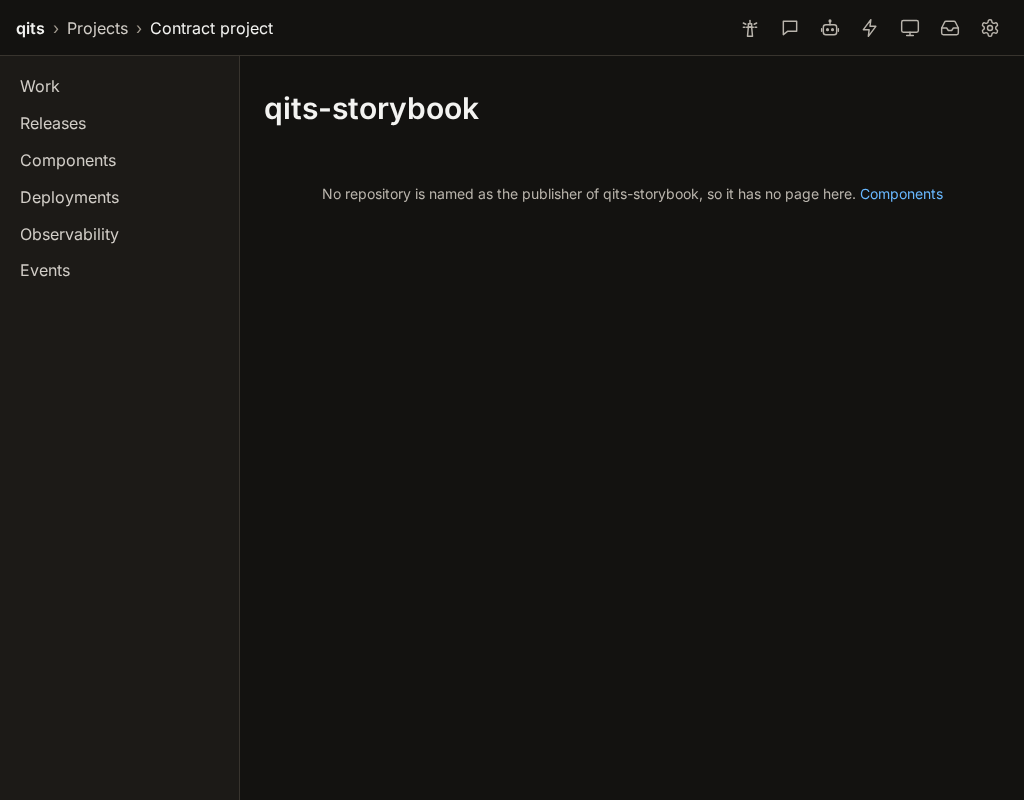 qits › Projects › Contract project
Work
Releases
Components
Deployments
Observability
Events
qits-storybook
No repository is named as the publisher of qits-storybook, so it has no page here. Components